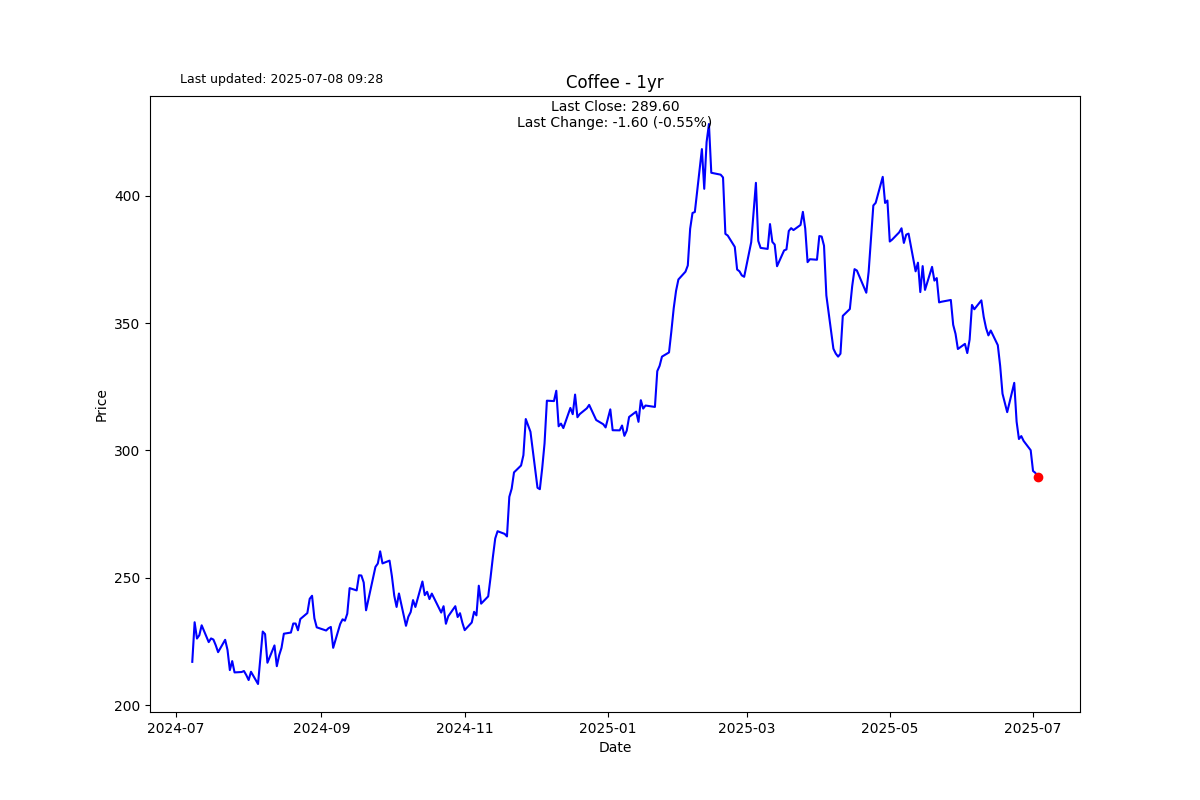 Last updated: 2025-07-08 09:28
Coffee - 1yr
Last Close: 289.60
Last Change: -1.60 (-0.55%)
Price
400
350
300
250
200
2024-07 2024-09 2024-11 2025-01 2025-03 2025-05 2025-07
Date